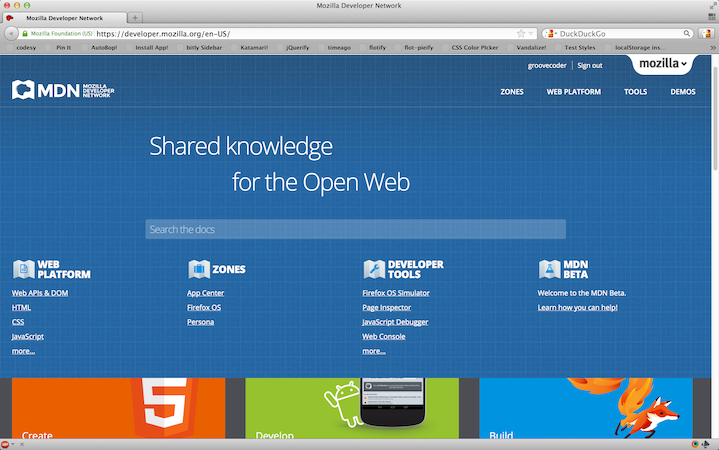 Mozilla Developer Network
Mozilla Developer Network
Mozilla Foundation (US) https://developer.mozilla.org/en-US/
DuckDuckGo
codesy Pin It AutoBop! Install App! bitly Sidebar Katamari! jQuerify timeago flotify flot-pieify CSS Color Picker Vandalize! Test Styles localStorage ins...
groovecoder Sign out
mozilla
MDN MOZILLA DEVELOPER NETWORK
ZONES WEB PLATFORM TOOLS DEMOS
Shared knowledge
for the Open Web
Search the docs
WEB PLATFORM
Web APIs & DOM
HTML
CSS
JavaScript
more...
ZONES
App Center
Firefox OS
Persona
DEVELOPER TOOLS
Firefox OS Simulator
Page Inspector
JavaScript Debugger
Web Console
more...
MDN BETA
Welcome to the MDN Beta.
Learn how you can help!
5
Create
Develop
Build